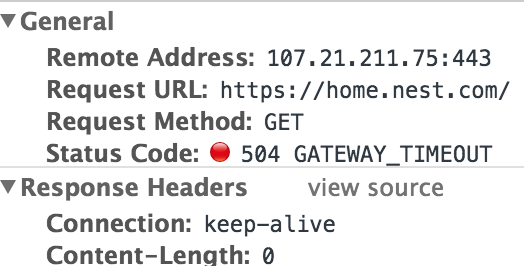 General
Remote Address: 107.21.211.75:443
Request URL: https://home.nest.com/
Request Method: GET
Status Code: 504 GATEWAY_TIMEOUT
Response Headers view source
Connection: keep-alive
Content-Length: 0